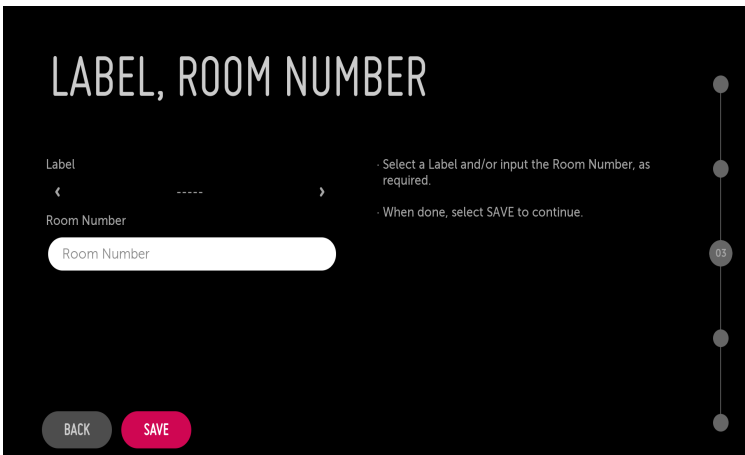 LABEL, ROOM NUMBER
Label
‹ ----- ›
Room Number
Room Number
· Select a Label and/or input the Room Number, as
required.
· When done, select SAVE to continue.
03
BACK
SAVE